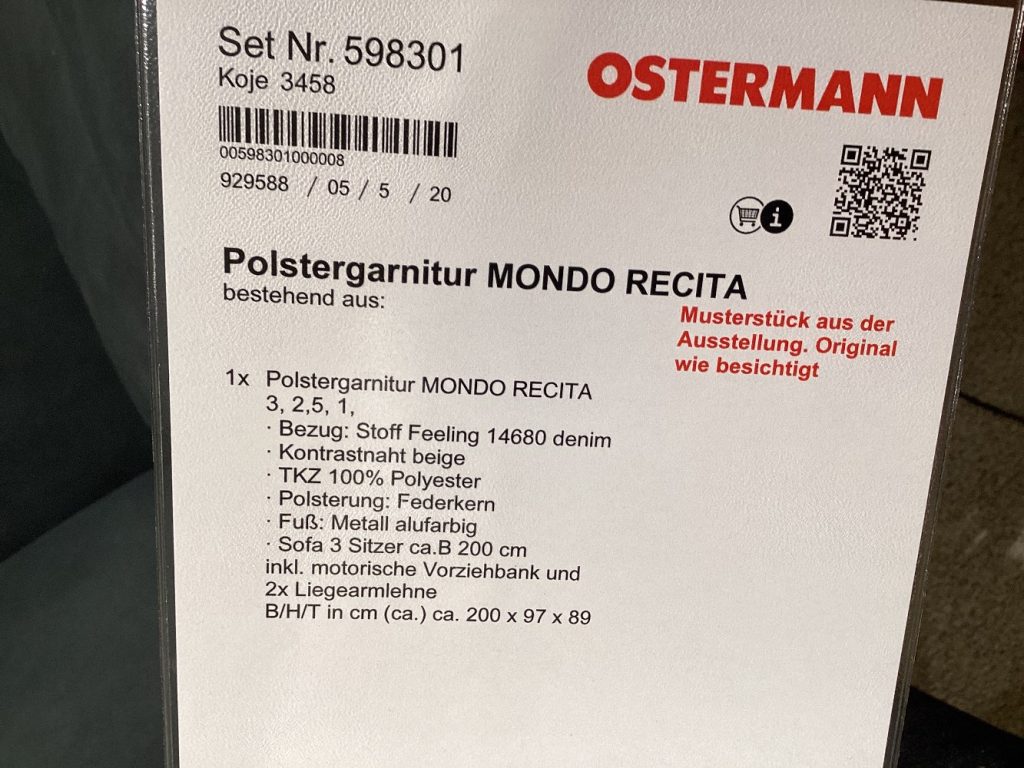 Set Nr. 598301
Koje 3458
OSTERMANN
00598301000008
929588 / 05 / 5 / 20
i
Polstergarnitur MONDO RECITA
bestehend aus:
Musterstück aus der
Ausstellung. Original
wie besichtigt
1x Polstergarnitur MONDO RECITA
3, 2,5, 1,
· Bezug: Stoff Feeling 14680 denim
· Kontrastnaht beige
· TKZ 100% Polyester
· Polsterung: Federkern
· Fuß: Metall alufarbig
· Sofa 3 Sitzer ca.B 200 cm
inkl. motorische Vorziehbank und
2x Liegearmlehne
B/H/T in cm (ca.) ca. 200 x 97 x 89